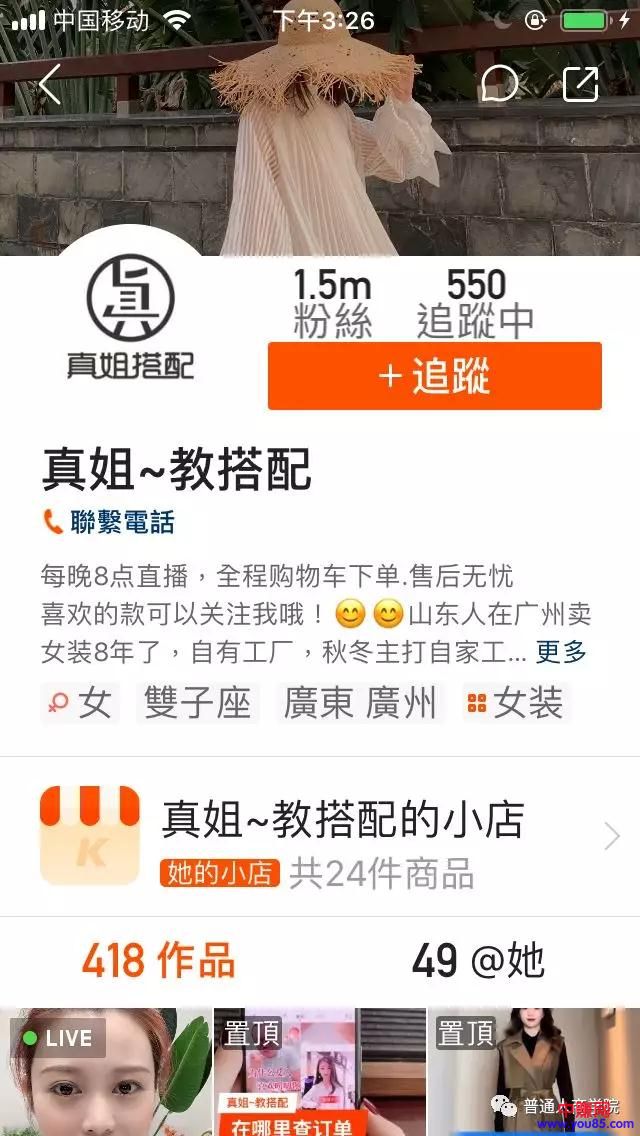 中国移动
下午3:26
真姐搭配
1.5m
550
粉絲
追蹤中
+ 追蹤
真姐~教搭配
聯繫電話
每晚8点直播，全程购物车下单.售后无忧
喜欢的款可以关注我哦！😊😊山东人在广州卖
女装8年了，自有工厂，秋冬主打自家工... 更多
女
雙子座
廣東 廣州
女装
真姐~教搭配的小店
她的小店 共24件商品
418 作品
49 @她
LIVE
置頂
置頂
真姐~教搭配
在哪里查订单
普通人商学院
www.you85.com